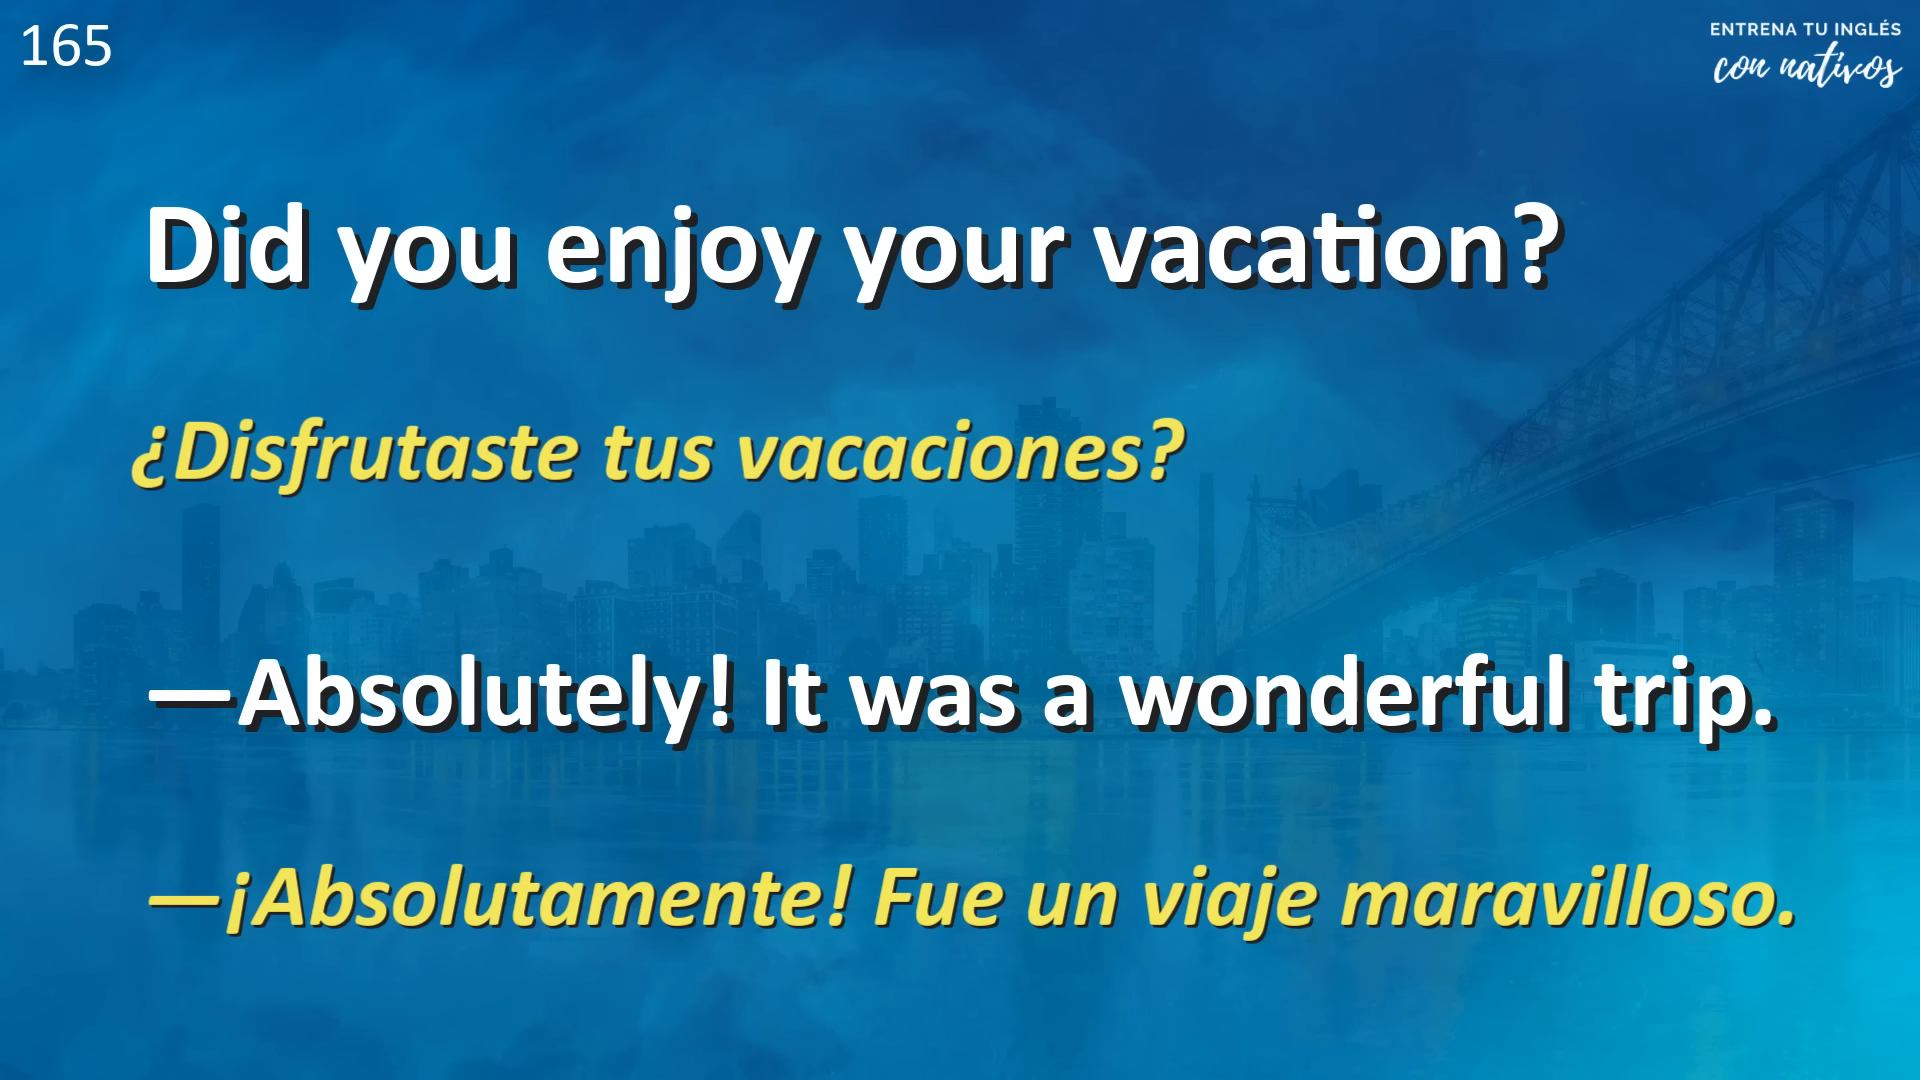 165
ENTRENA TU INGLÉS
con nativos
Did you enjoy your vacation?
¿Disfrutaste tus vacaciones?
—Absolutely! It was a wonderful trip.
—¡Absolutamente! Fue un viaje maravilloso.